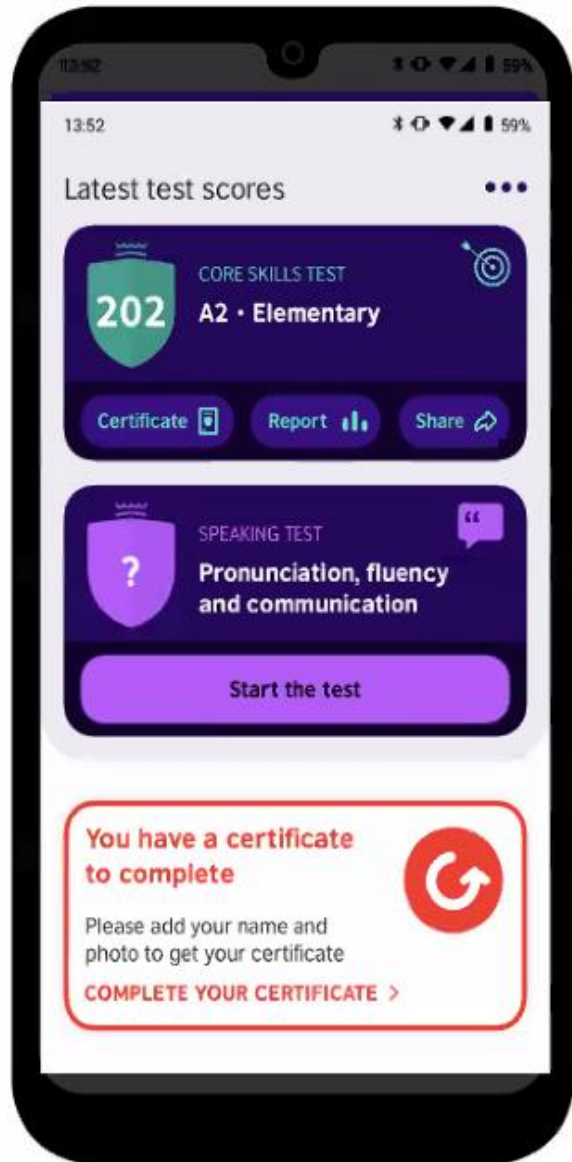 13:52 59%
13:52 59%
Latest test scores
202
CORE SKILLS TEST
A2 • Elementary
Certificate Report Share
?
SPEAKING TEST
“
Pronunciation, fluency
and communication
Start the test
You have a certificate
to complete
Please add your name and
photo to get your certificate
COMPLETE YOUR CERTIFICATE >